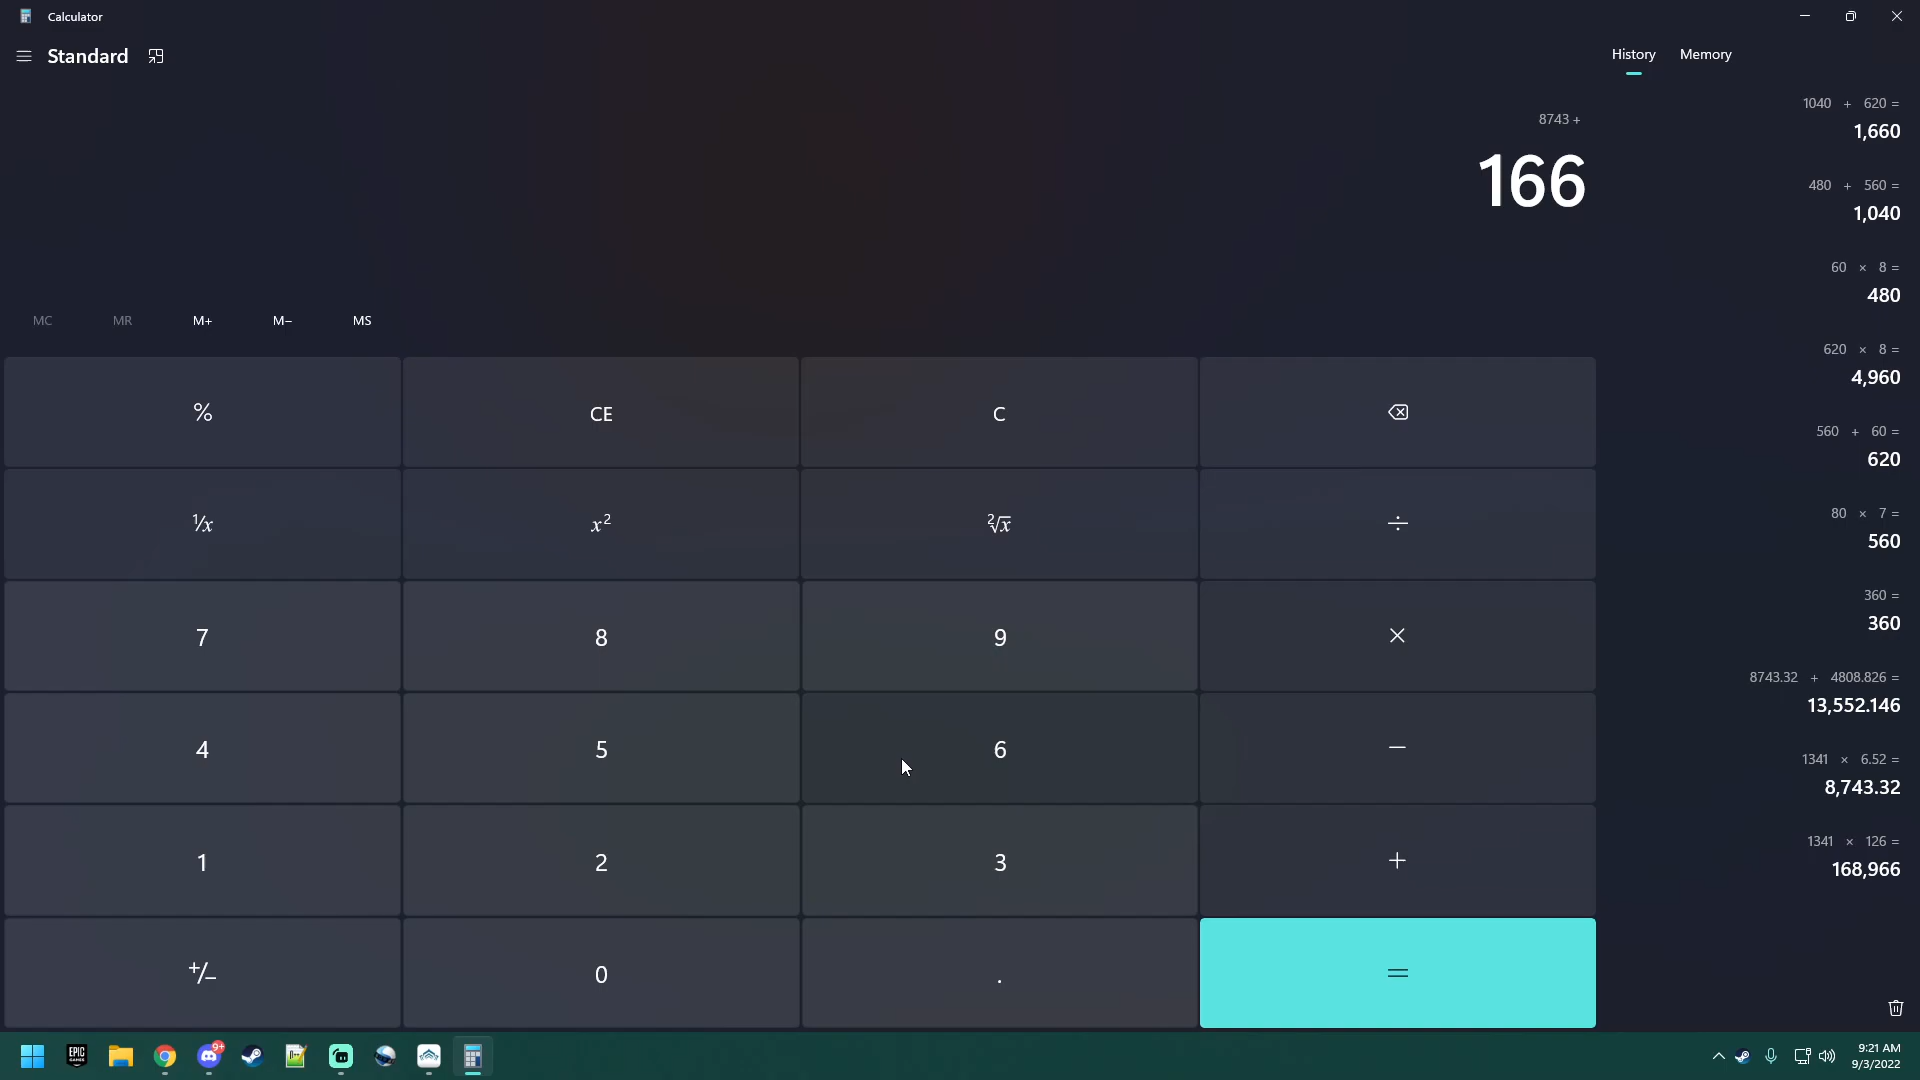 Calculator
Standard
History Memory
8743 +
166
MC MR M+ M− MS
% CE C
⅟x x² ²√x ÷
7 8 9 ×
4 5 6 −
1 2 3 +
+/− 0 . =
1040 + 620 =
1,660
480 + 560 =
1,040
60 × 8 =
480
620 × 8 =
4,960
560 + 60 =
620
80 × 7 =
560
360 =
360
8743.32 + 4808.826 =
13,552.146
1341 × 6.52 =
8,743.32
1341 × 126 =
168,966
EPIC GAMES
9+
9:21 AM
9/3/2022